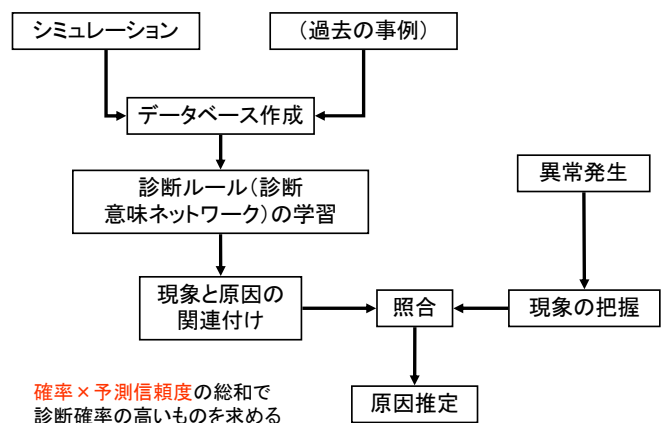 シミュレーション
（過去の事例）
データベース作成
診断ルール（診断
意味ネットワーク）の学習
異常発生
現象と原因の
関連付け
照合
現象の把握
確率×予測信頼度の総和で
診断確率の高いものを求める
原因推定